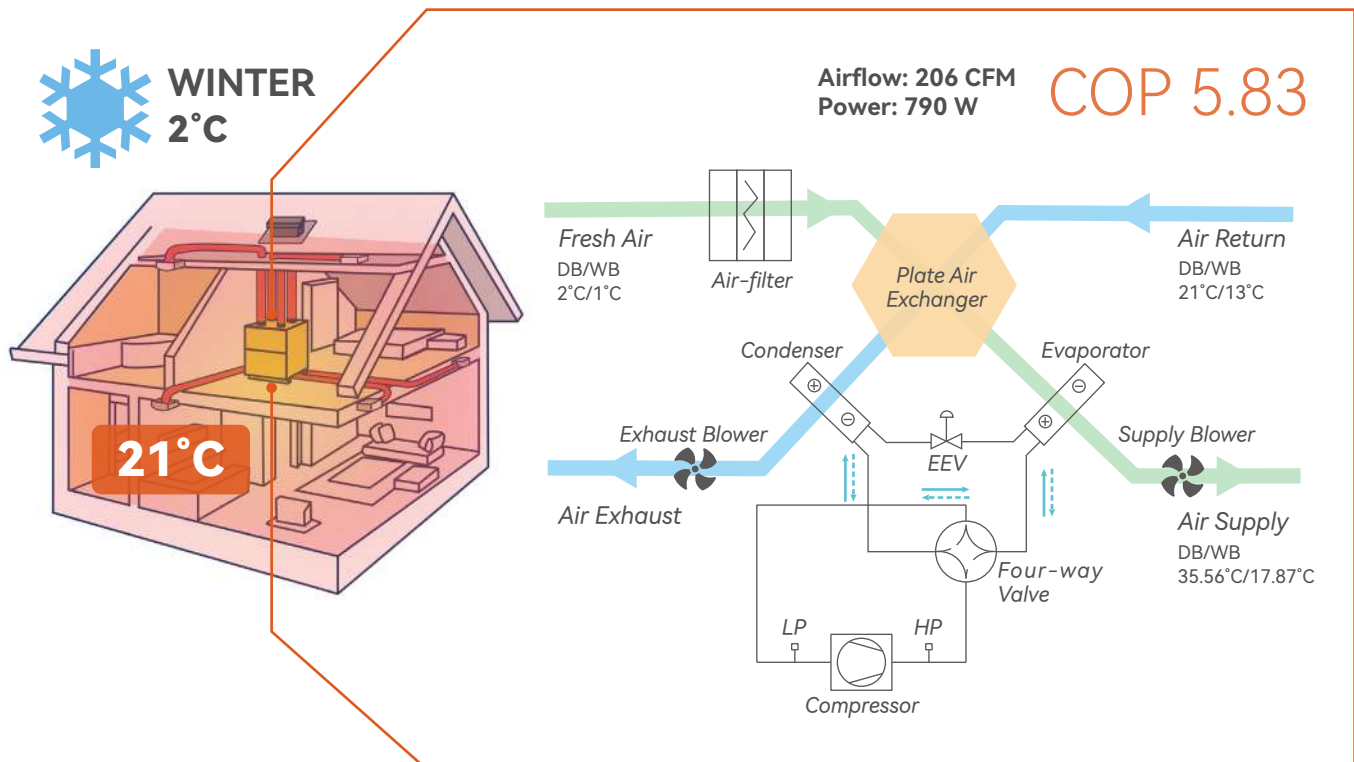 WINTER
2°C
Airflow: 206 CFM
Power: 790 W
COP 5.83
Fresh Air
DB/WB
2°C/1°C
Air-filter
Plate Air
Exchanger
Air Return
DB/WB
21°C/13°C
Condenser
Evaporator
21°C
Exhaust Blower
EEV
Supply Blower
Air Exhaust
Air Supply
DB/WB
35.56°C/17.87°C
Four-way
Valve
LP
HP
Compressor